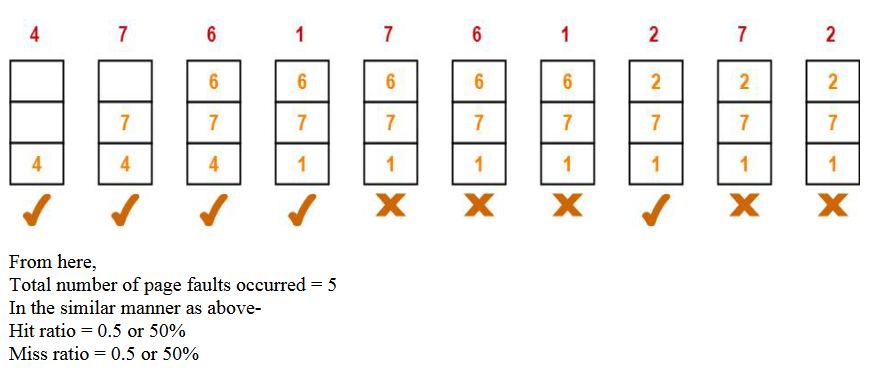 4 7 6 1 7 6 1 2 7 2
6 6 6 6 6 2 2 2
7 7 7 7 7 7 7 7 7
4 4 4 1 1 1 1 1 1 1
From here,
Total number of page faults occurred = 5
In the similar manner as above-
Hit ratio = 0.5 or 50%
Miss ratio = 0.5 or 50%